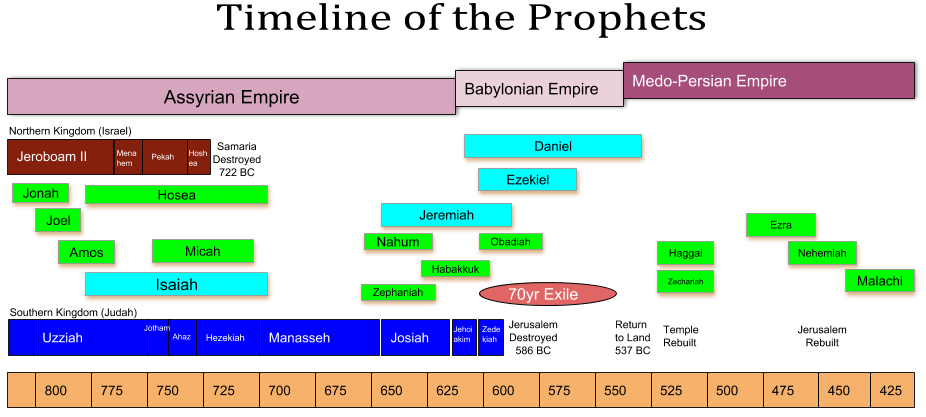 Timeline of the Prophets
Assyrian Empire
Babylonian Empire
Medo-Persian Empire
Northern Kingdom (Israel)
Jeroboam II
Mena
hem
Pekah
Hosh
ea
Samaria
Destroyed
722 BC
Daniel
Ezekiel
Jonah
Hosea
Joel
Jeremiah
Amos
Micah
Nahum
Obadiah
Ezra
Haggai
Nehemiah
Habakkuk
Isaiah
Zephaniah
70yr Exile
Zechariah
Malachi
Southern Kingdom (Judah)
Uzziah
Jotham
Ahaz
Hezekiah
Manasseh
Josiah
Jehoi
akim
Zede
kiah
Jerusalem
Destroyed
586 BC
Return
to Land
537 BC
Temple
Rebuilt
Jerusalem
Rebuilt
800 775 750 725 700 675 650 625 600 575 550 525 500 475 450 425